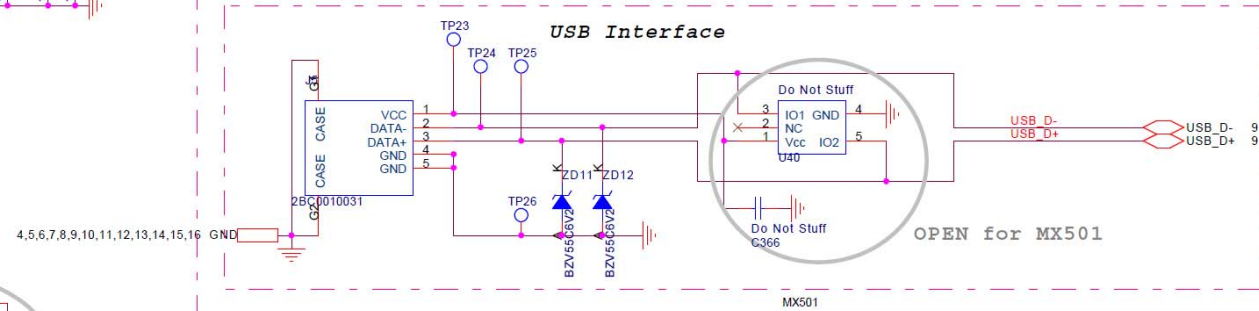 USB Interface
TP23
TP24
TP25
G1
CASE
CASE
VCC
DATA-
DATA+
GND
GND
1
2
3
4
5
2BC0010031
G2
4,5,6,7,8,9,10,11,12,13,14,15,16 GND
TP26
K
ZD11
K
ZD12
A
BZV55C6V2
A
BZV55C6V2
Do Not Stuff
3 IO1 GND 4
2 NC
1 Vcc IO2 5
U40
Do Not Stuff
C366
OPEN for MX501
USB_D-
USB_D+
USB_D- 9
USB_D+ 9
MX501